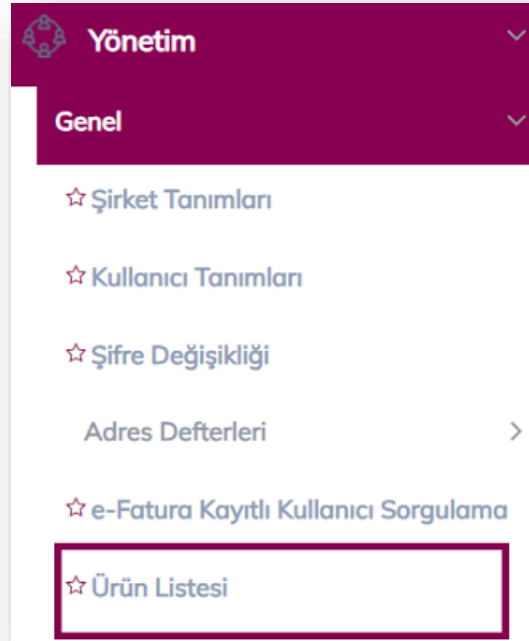 Yönetim
Genel
Şirket Tanımları
Kullanıcı Tanımları
Şifre Değişikliği
Adres Defterleri
e-Fatura Kayıtlı Kullanıcı Sorgulama
Ürün Listesi